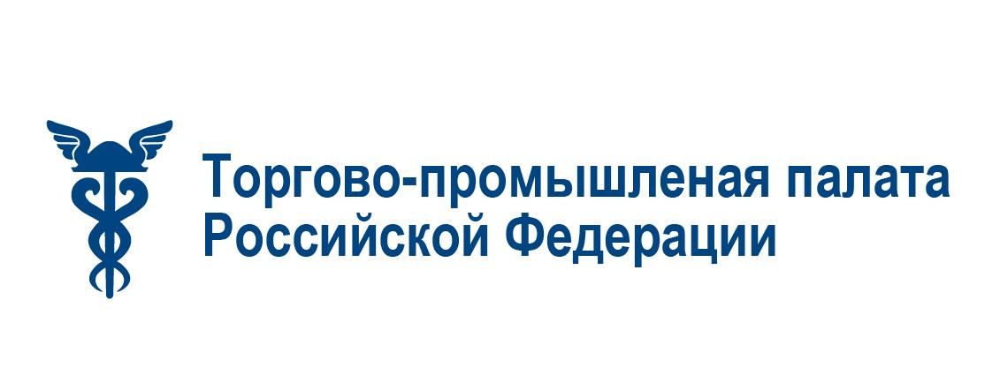 Торгово-промышленая палата
Российской Федерации